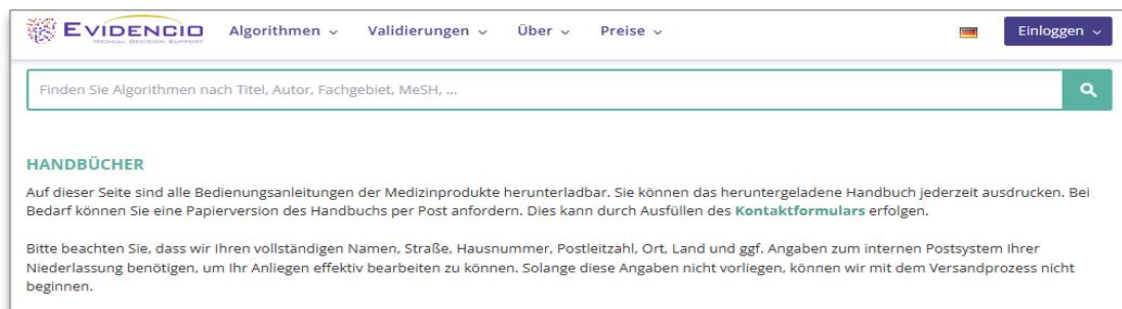 EVIDENCIO
MEDICAL DECISION SUPPORT
Algorithmen
Validierungen
Über
Preise
Einloggen
Finden Sie Algorithmen nach Titel, Autor, Fachgebiet, MeSH, ...
HANDBÜCHER
Auf dieser Seite sind alle Bedienungsanleitungen der Medizinprodukte herunterladbar. Sie können das heruntergeladene Handbuch jederzeit ausdrucken. Bei
Bedarf können Sie eine Papierversion des Handbuchs per Post anfordern. Dies kann durch Ausfüllen des Kontaktformulars erfolgen.
Bitte beachten Sie, dass wir Ihren vollständigen Namen, Straße, Hausnummer, Postleitzahl, Ort, Land und ggf. Angaben zum internen Postsystem Ihrer
Niederlassung benötigen, um Ihr Anliegen effektiv bearbeiten zu können. Solange diese Angaben nicht vorliegen, können wir mit dem Versandprozess nicht
beginnen.